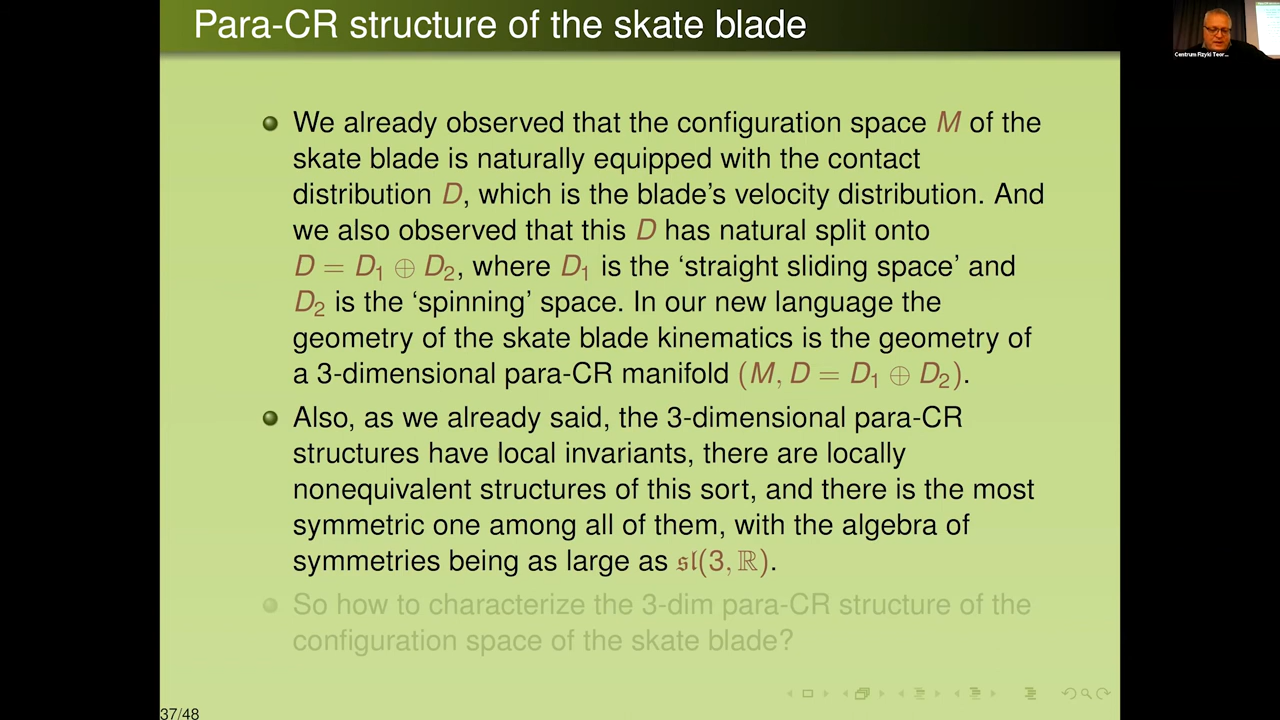 Para-CR structure of the skate blade
Centrum Fizyki Teor...
We already observed that the configuration space M of the
skate blade is naturally equipped with the contact
distribution D, which is the blade's velocity distribution. And
we also observed that this D has natural split onto
D = D₁ ⊕ D₂, where D₁ is the ‘straight sliding space’ and
D₂ is the ‘spinning’ space. In our new language the
geometry of the skate blade kinematics is the geometry of
a 3-dimensional para-CR manifold (M, D = D₁ ⊕ D₂).
Also, as we already said, the 3-dimensional para-CR
structures have local invariants, there are locally
nonequivalent structures of this sort, and there is the most
symmetric one among all of them, with the algebra of
symmetries being as large as 𝔰𝔩(3, ℝ).
So how to characterize the 3-dim para-CR structure of the
configuration space of the skate blade?
37/48